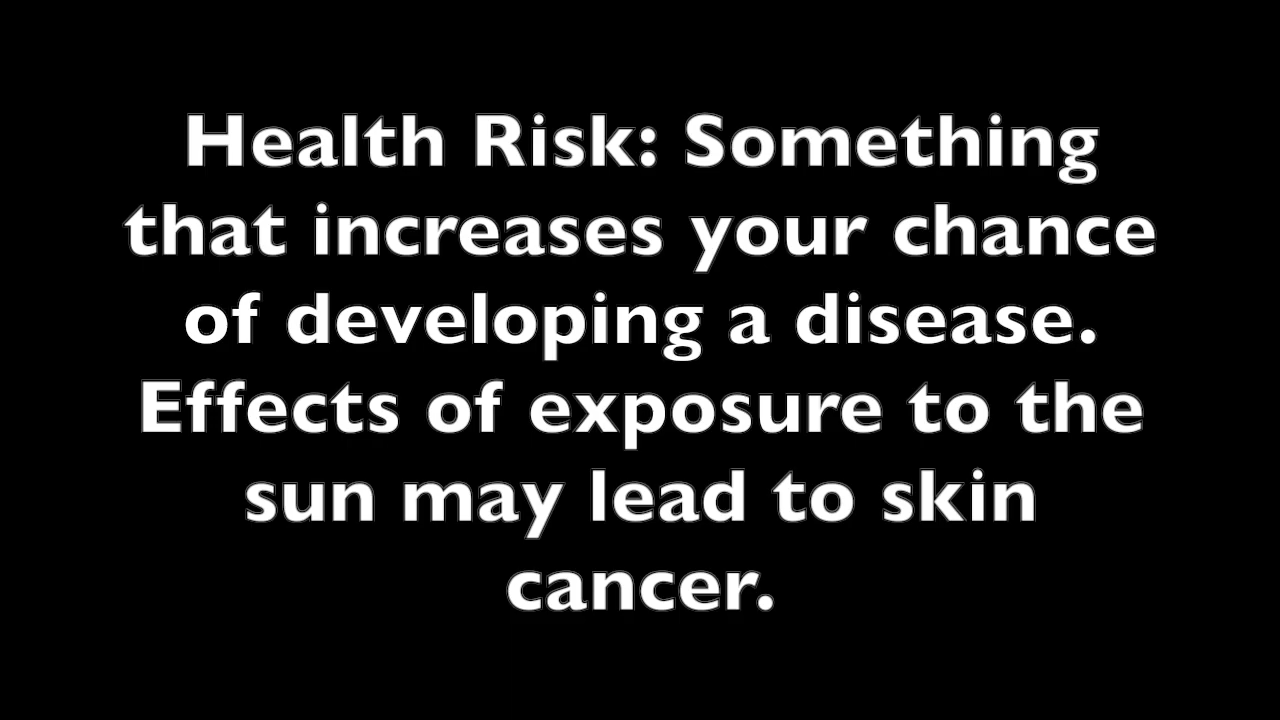 Health Risk: Something
that increases your chance
of developing a disease.
Effects of exposure to the
sun may lead to skin
cancer.